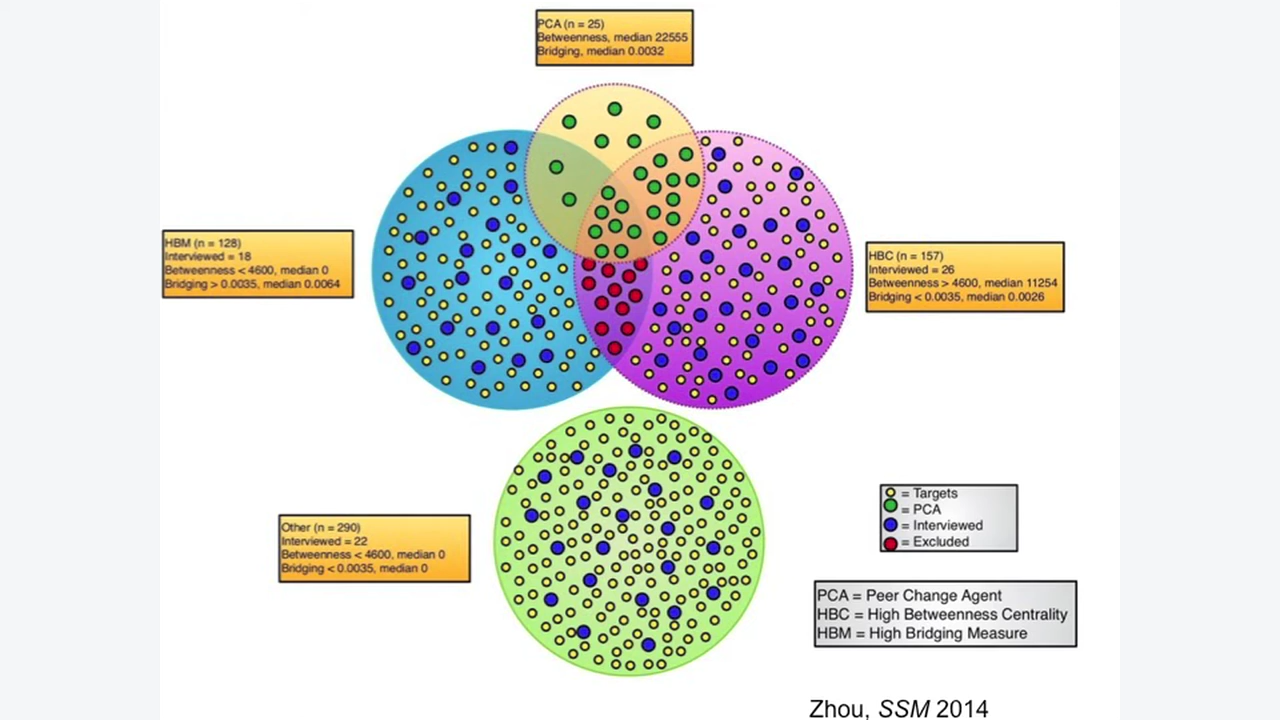 PCA (n = 25)
Betweenness, median 22555
Bridging, median 0.0032
HBM (n = 128)
Interviewed = 18
Betweenness < 4600, median 0
Bridging > 0.0035, median 0.0064
HBC (n = 157)
Interviewed = 26
Betweenness > 4600, median 11254
Bridging < 0.0035, median 0.0026
Other (n = 290)
Interviewed = 22
Betweenness < 4600, median 0
Bridging < 0.0035, median 0
= Targets
= PCA
= Interviewed
= Excluded
PCA = Peer Change Agent
HBC = High Betweenness Centrality
HBM = High Bridging Measure
Zhou, SSM 2014